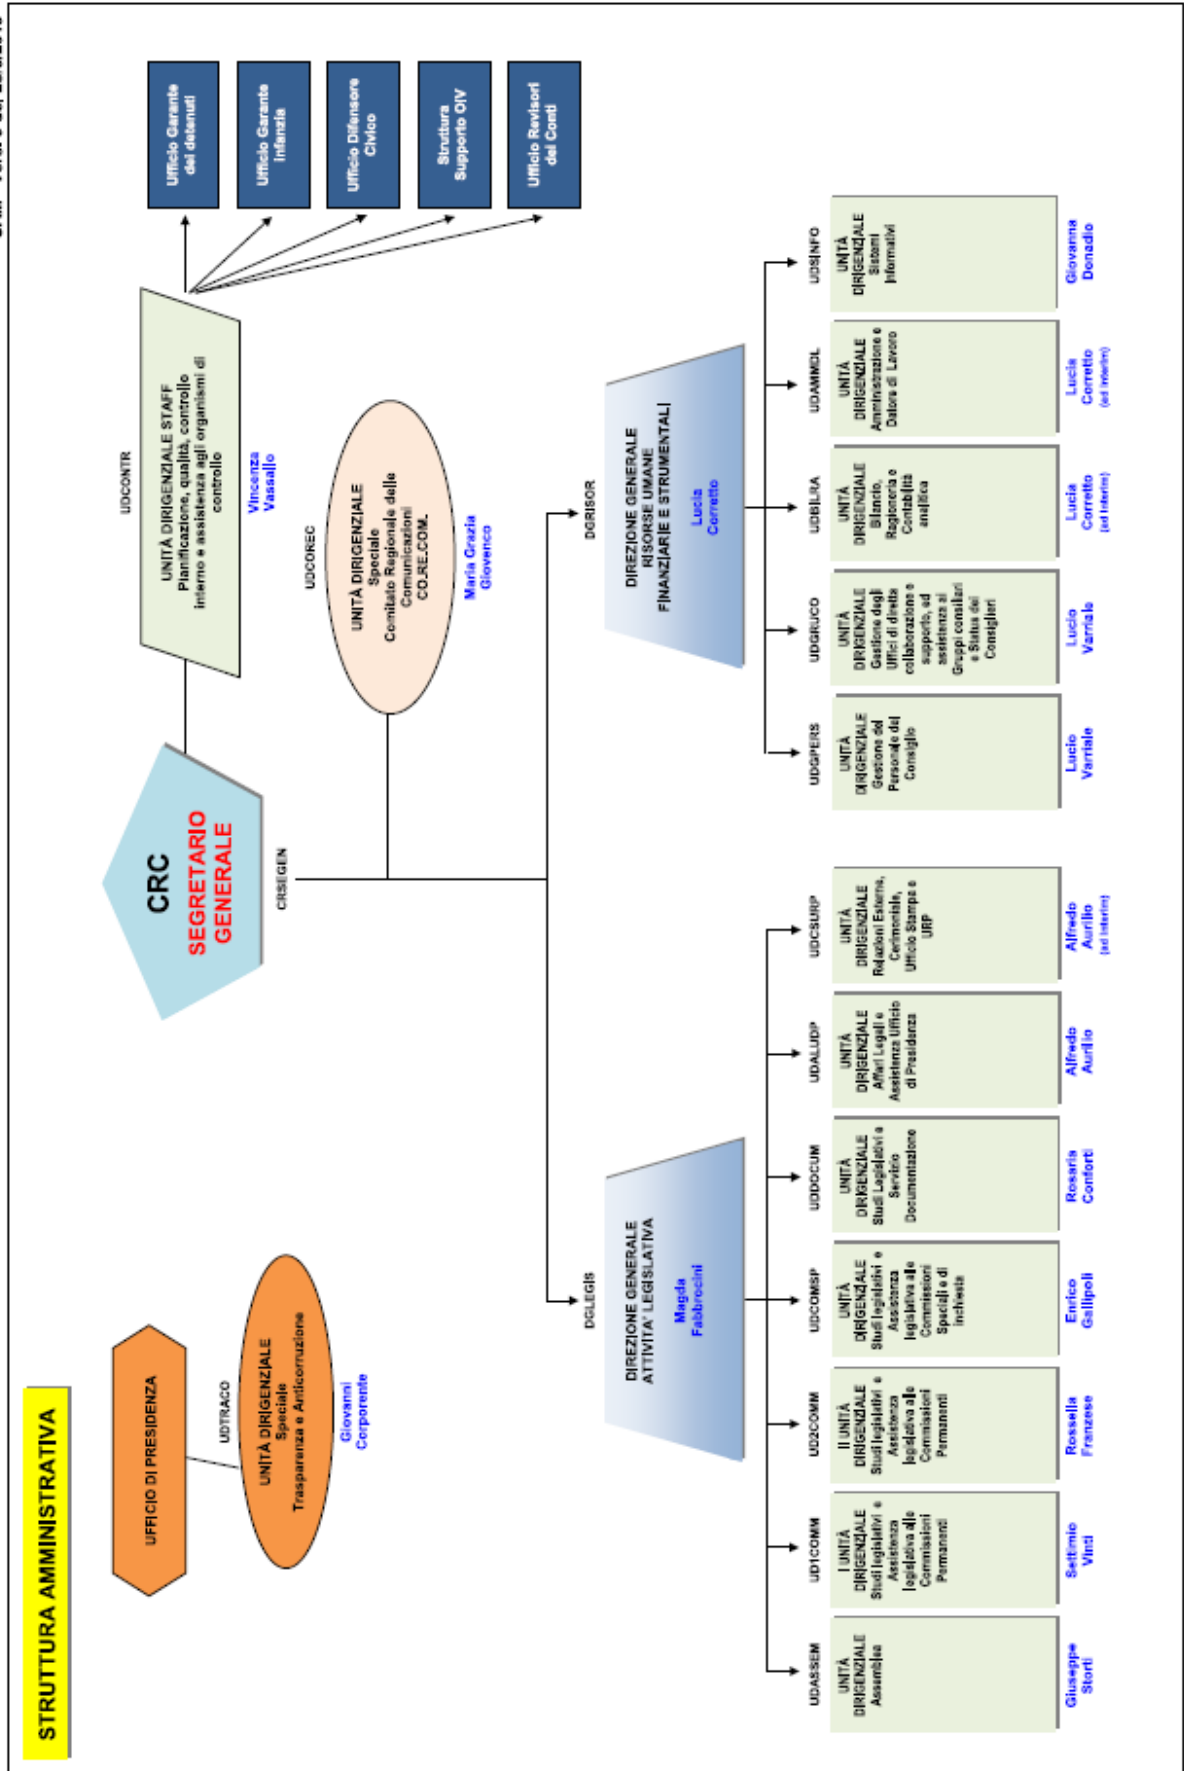 STRUTTURA AMMINISTRATIVA
UFFICIO DI PRESIDENZA
UDTRACO
UNITÀ DIRIGENZIALE
Speciale
Trasparenza e Anticorruzione
Giovanni
Corporente
CRC
SEGRETARIO
GENERALE
CRSEGEN
UDCONTR
UNITÀ DIRIGENZIALE STAFF
Pianificazione, qualità, controllo
interno e assistenza agli organismi di
controllo
Vincenza
Vassallo
Ufficio Garante
dei detenuti
Ufficio Garante
infanzia
Ufficio Difensore
Civico
Struttura
Supporto OIV
Ufficio Revisori
dei Conti
UDCOREC
UNITÀ DIRIGENZIALE
Speciale
Comitato Regionale delle
Comunicazioni
CO.RE.COM.
Maria Grazia
Giovenco
DGLEGIS
DIREZIONE GENERALE
ATTIVITA' LEGISLATIVA
Magda
Fabbrocini
DGRISOR
DIREZIONE GENERALE
RISORSE UMANE
FINANZIARIE E STRUMENTALI
Lucia
Corretto
UDASSEM
UNITÀ
DIRIGENZIALE
Assemblea
Giuseppe
Storti
UD1COMM
I UNITÀ
DIRIGENZIALE
Studi legislativi e
Assistenza
legislativa alle
Commissioni
Permanenti
Settimio
Vinti
UD2COMM
II UNITÀ
DIRIGENZIALE
Studi legislativi e
Assistenza
legislativa alle
Commissioni
Permanenti
Rossella
Franzese
UDCOMSP
UNITÀ
DIRIGENZIALE
Studi legislativi e
Assistenza
legislativa alle
Commissioni
Speciali e di
inchiesta
Enrico
Gallipoli
UDDOCUM
UNITÀ
DIRIGENZIALE
Studi Legislativi e
Servizio
Documentazione
Rosaria
Conforti
UDALUDP
UNITÀ
DIRIGENZIALE
Affari Legali e
Assistenza Ufficio
di Presidenza
Alfredo
Aurilio
UDCSURP
UNITÀ
DIRIGENZIALE
Relazioni Esterne,
Cerimoniale,
Ufficio Stampa e
URP
Alfredo
Aurilio
(ad interim)
UDGPERS
UNITÀ
DIRIGENZIALE
Gestione del
Personale del
Consiglio
Lucio
Varriale
UDGRUCO
UNITÀ
DIRIGENZIALE
Gestione degli
Uffici di diretta
collaborazione e
supporto, ed
assistenza ai
Gruppi consiliari
e Status dei
Consiglieri
Lucio
Varriale
UDBILRA
UNITÀ
DIRIGENZIALE
Bilancio,
Ragioneria e
Contabilità
analitica
Lucia
Corretto
(ad interim)
UDAMMDL
UNITÀ
DIRIGENZIALE
Amministrazione e
Datore di Lavoro
Lucia
Corretto
(ad interim)
UDSINFO
UNITÀ
DIRIGENZIALE
Sistemi
Informativi
Giovanna
Donadio